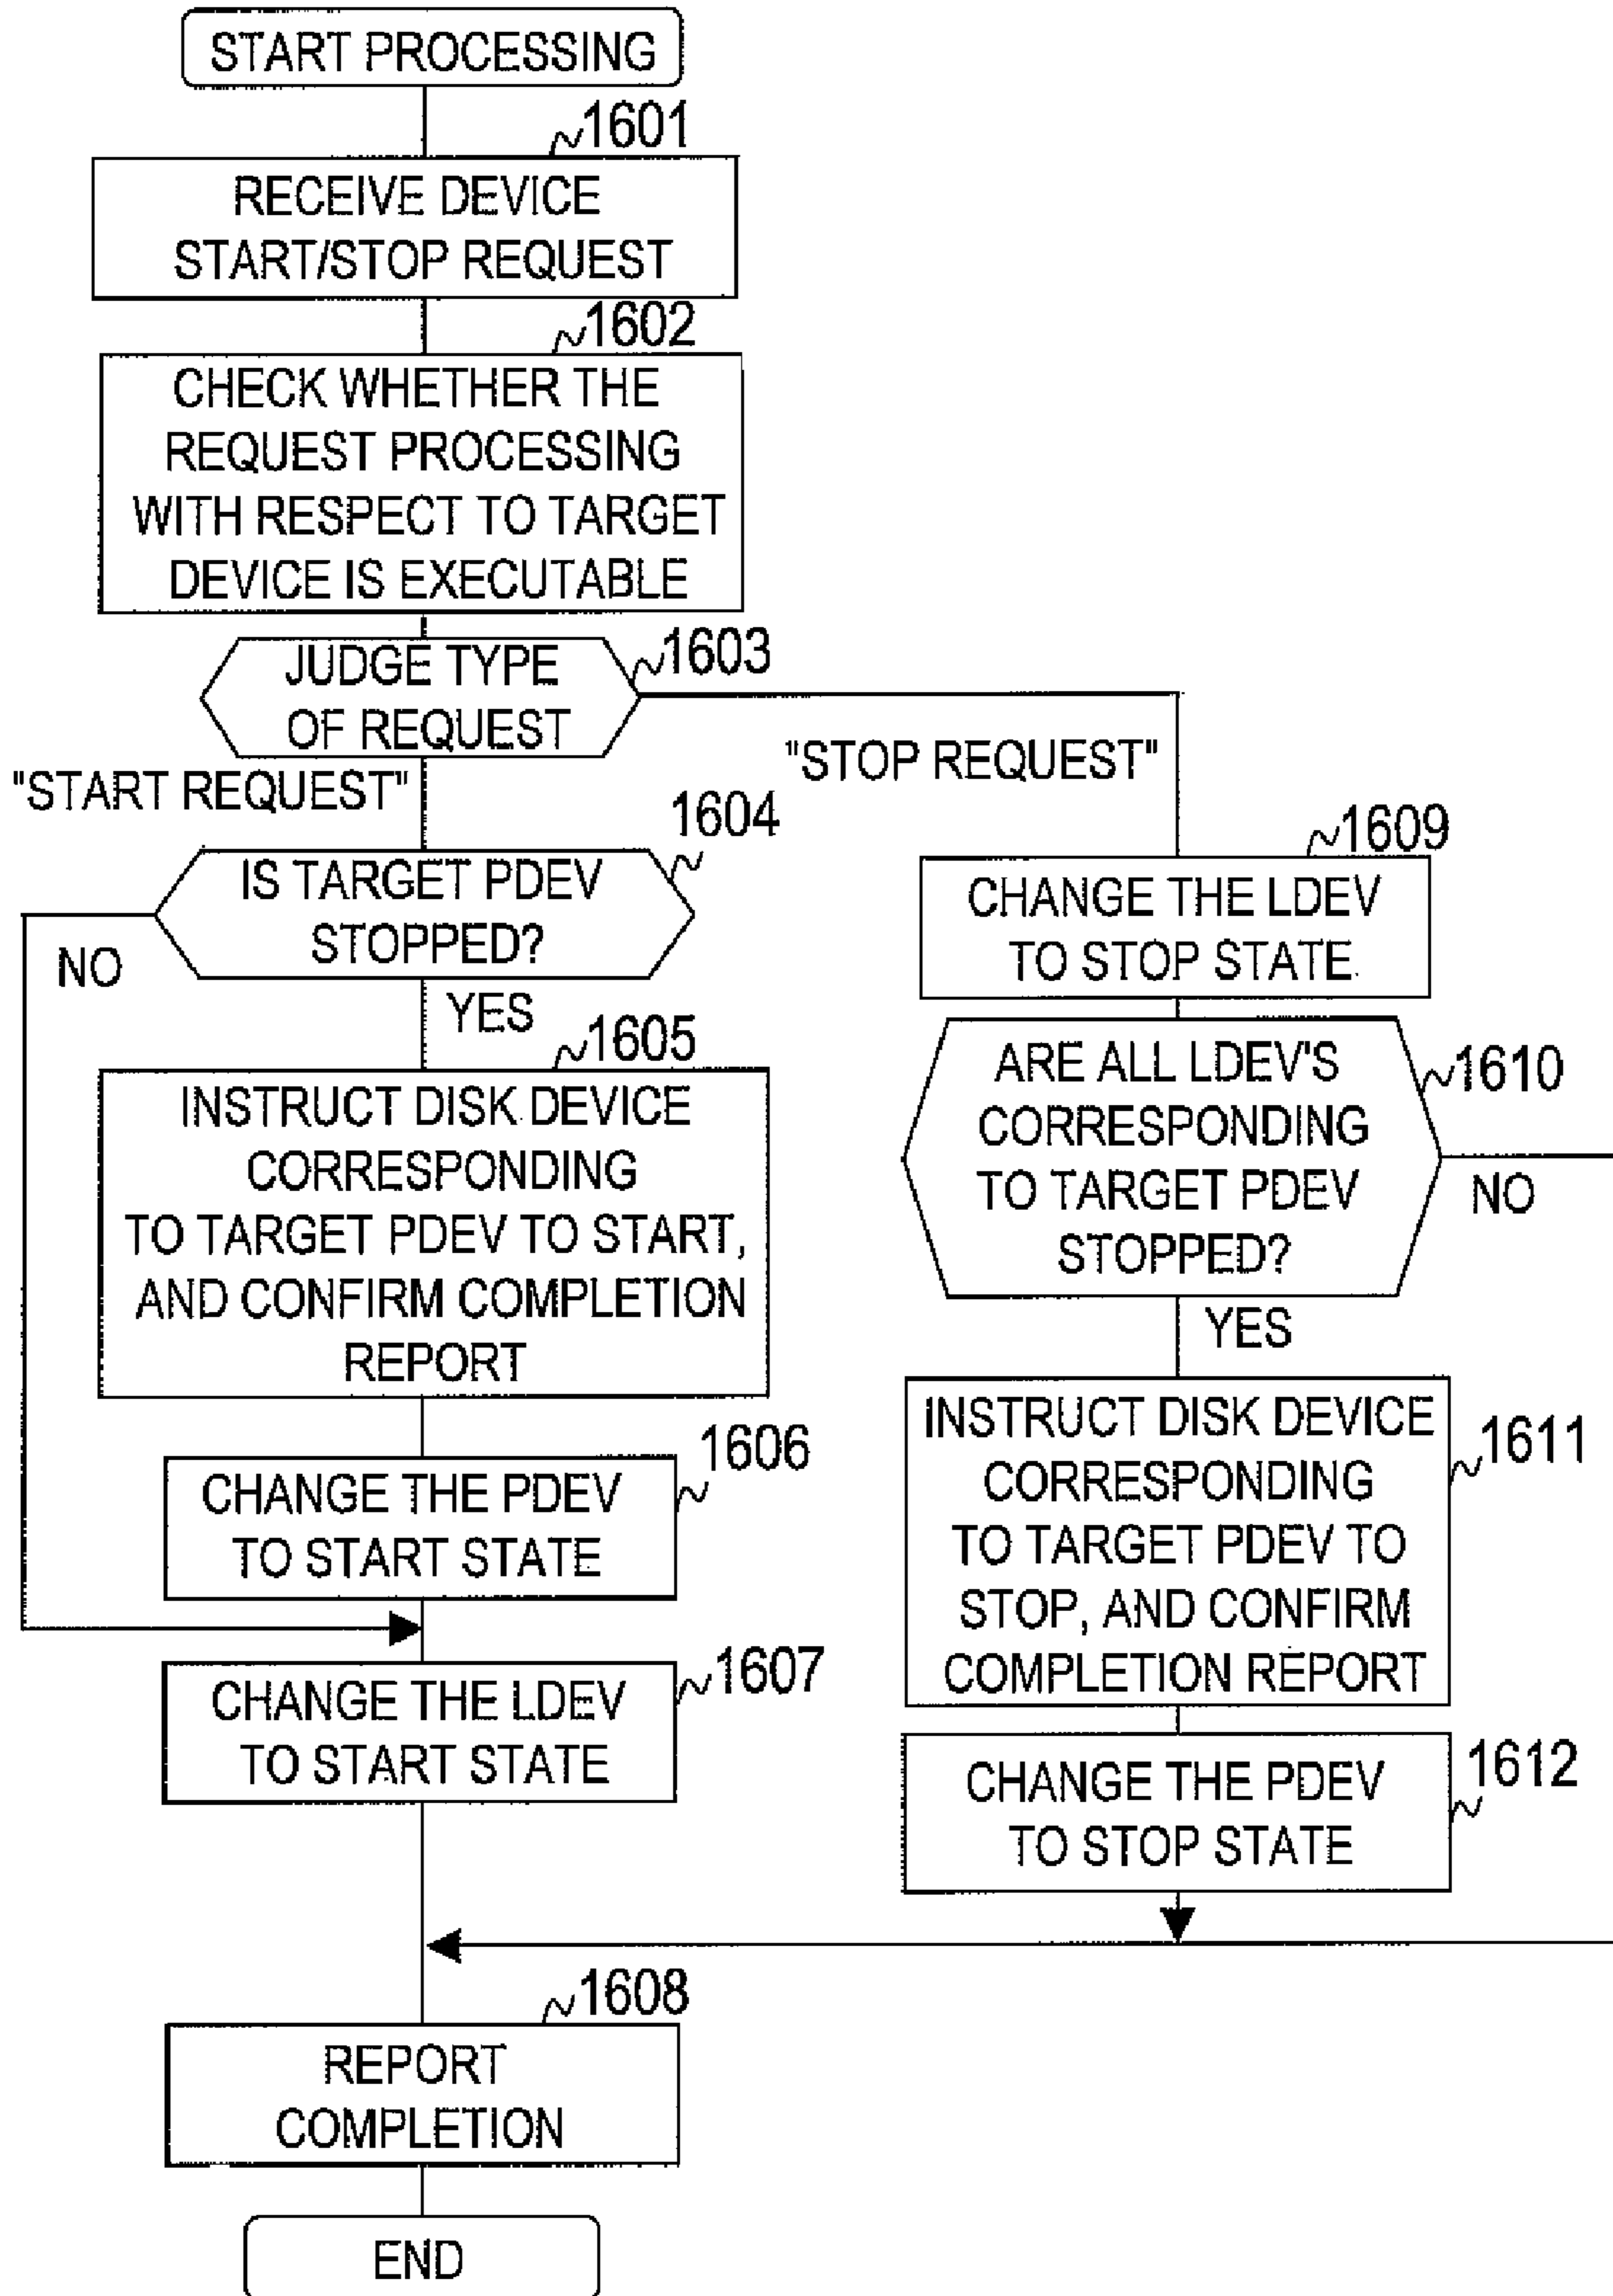 START PROCESSING
1601
RECEIVE DEVICE
START/STOP REQUEST
1602
CHECK WHETHER THE
REQUEST PROCESSING
WITH RESPECT TO TARGET
DEVICE IS EXECUTABLE
1603
JUDGE TYPE
OF REQUEST
"START REQUEST"
"STOP REQUEST"
1604
IS TARGET PDEV
STOPPED?
NO
YES
1605
INSTRUCT DISK DEVICE
CORRESPONDING
TO TARGET PDEV TO START,
AND CONFIRM COMPLETION
REPORT
1606
CHANGE THE PDEV
TO START STATE
1607
CHANGE THE LDEV
TO START STATE
1609
CHANGE THE LDEV
TO STOP STATE
1610
ARE ALL LDEV'S
CORRESPONDING
TO TARGET PDEV
STOPPED?
NO
YES
1611
INSTRUCT DISK DEVICE
CORRESPONDING
TO TARGET PDEV TO
STOP, AND CONFIRM
COMPLETION REPORT
1612
CHANGE THE PDEV
TO STOP STATE
1608
REPORT
COMPLETION
END